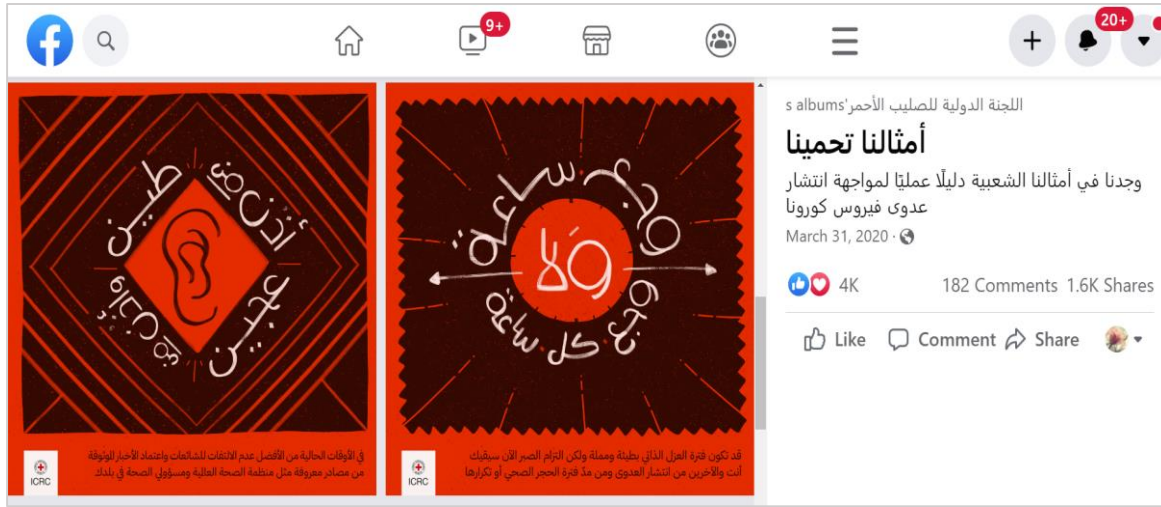 9+
20+
اللجنة الدولية للصليب الأحمر's albums
أمثالنا تحمينا
وجدنا في أمثالنا الشعبية دليلًا عمليًا لمواجهة انتشار
عدوى فيروس كورونا
March 31, 2020
4K
182 Comments 1.6K Shares
Like Comment Share
وجع ساعة
ولا
وجع كل ساعة
قد تكون فترة العزل الذاتي بطيئة ومملة ولكن التزام الصبر الآن سيقيك
أنت والآخرين من انتشار العدوى ومن مدّ فترة الحجر الصحي أو تكرارها
ICRC
أذن من طين
وأذن من عجين
في الأوقات الحالية من الأفضل عدم الالتفات للشائعات واعتماد الأخبار الموثوقة
من مصادر معروفة مثل منظمة الصحة العالمية ومسؤولي الصحة في بلدك
ICRC